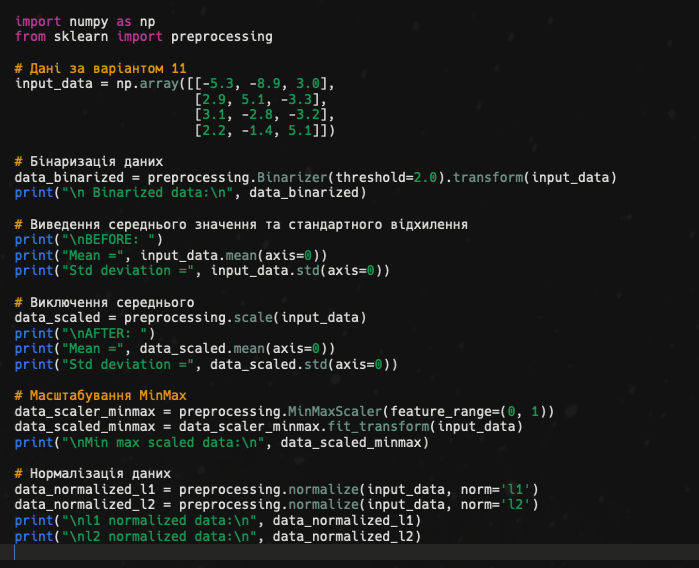 import numpy as np
from sklearn import preprocessing
# Дані за варіантом 11
input_data = np.array([[-5.3, -8.9, 3.0],
[2.9, 5.1, -3.3],
[3.1, -2.8, -3.2],
[2.2, -1.4, 5.1]])
# Бінаризація даних
data_binarized = preprocessing.Binarizer(threshold=2.0).transform(input_data)
print("\n Binarized data:\n", data_binarized)
# Виведення середнього значення та стандартного відхилення
print("\nBEFORE: ")
print("Mean =", input_data.mean(axis=0))
print("Std deviation =", input_data.std(axis=0))
# Виключення середнього
data_scaled = preprocessing.scale(input_data)
print("\nAFTER: ")
print("Mean =", data_scaled.mean(axis=0))
print("Std deviation =", data_scaled.std(axis=0))
# Масштабування MinMax
data_scaler_minmax = preprocessing.MinMaxScaler(feature_range=(0, 1))
data_scaled_minmax = data_scaler_minmax.fit_transform(input_data)
print("\nMin max scaled data:\n", data_scaled_minmax)
# Нормалізація даних
data_normalized_l1 = preprocessing.normalize(input_data, norm='l1')
data_normalized_l2 = preprocessing.normalize(input_data, norm='l2')
print("\nl1 normalized data:\n", data_normalized_l1)
print("\nl2 normalized data:\n", data_normalized_l2)